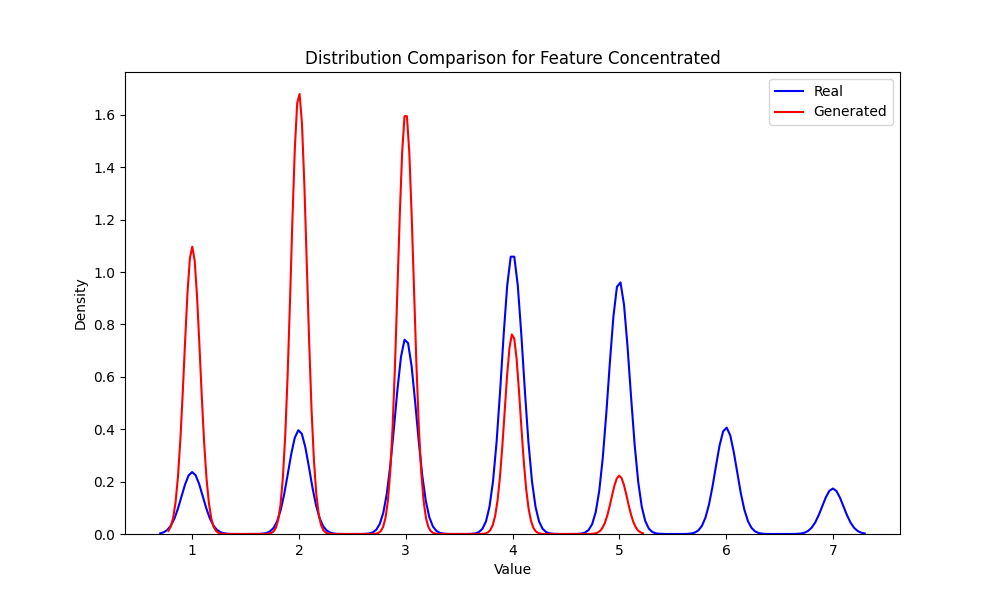 Distribution Comparison for Feature Concentrated
Real
Generated
1.6
1.4
1.2
1.0
0.8
0.6
0.4
0.2
0.0
Density
1 2 3 4 5 6 7
Value